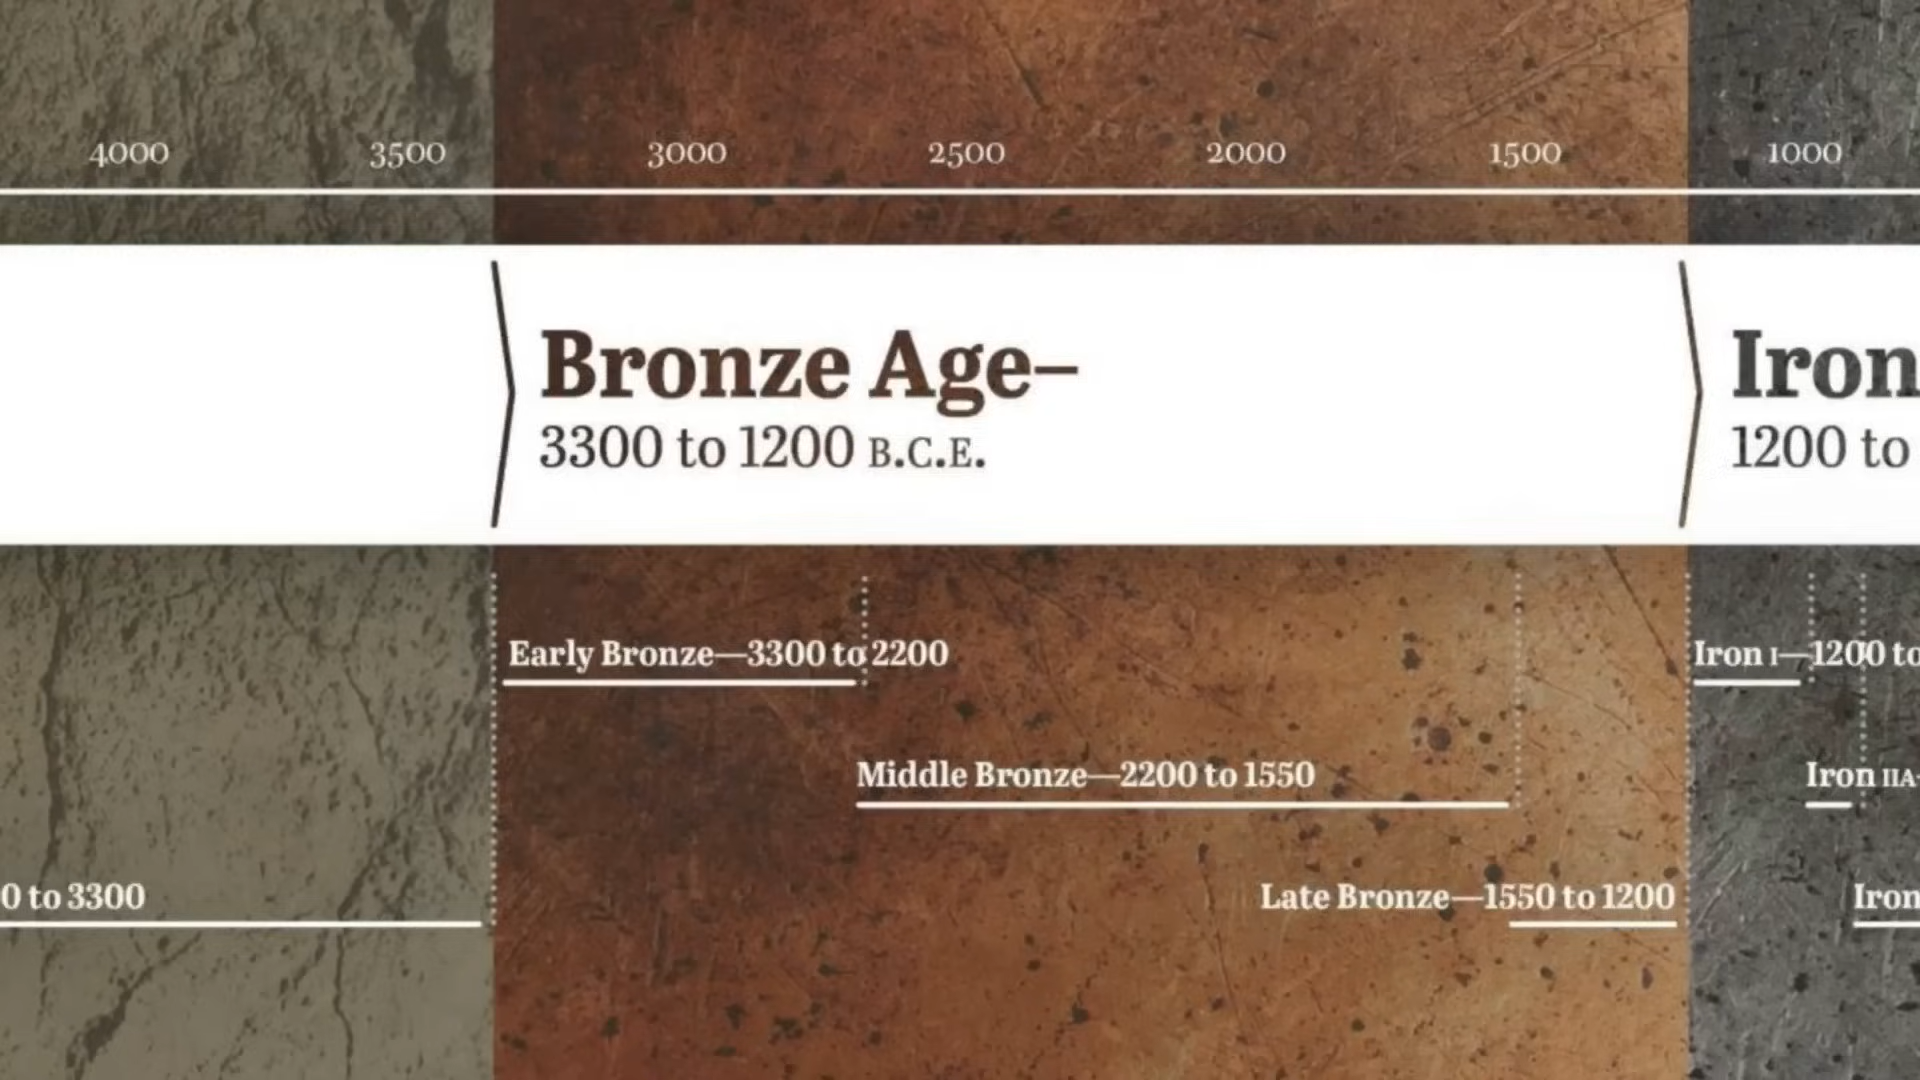 4000 3500 3000 2500 2000 1500 1000
Bronze Age–
3300 to 1200 B.C.E.
Iron
1200 to
Early Bronze—3300 to 2200
Iron I—1200 to
Middle Bronze—2200 to 1550
Iron IIA
0 to 3300
Late Bronze—1550 to 1200
Iron